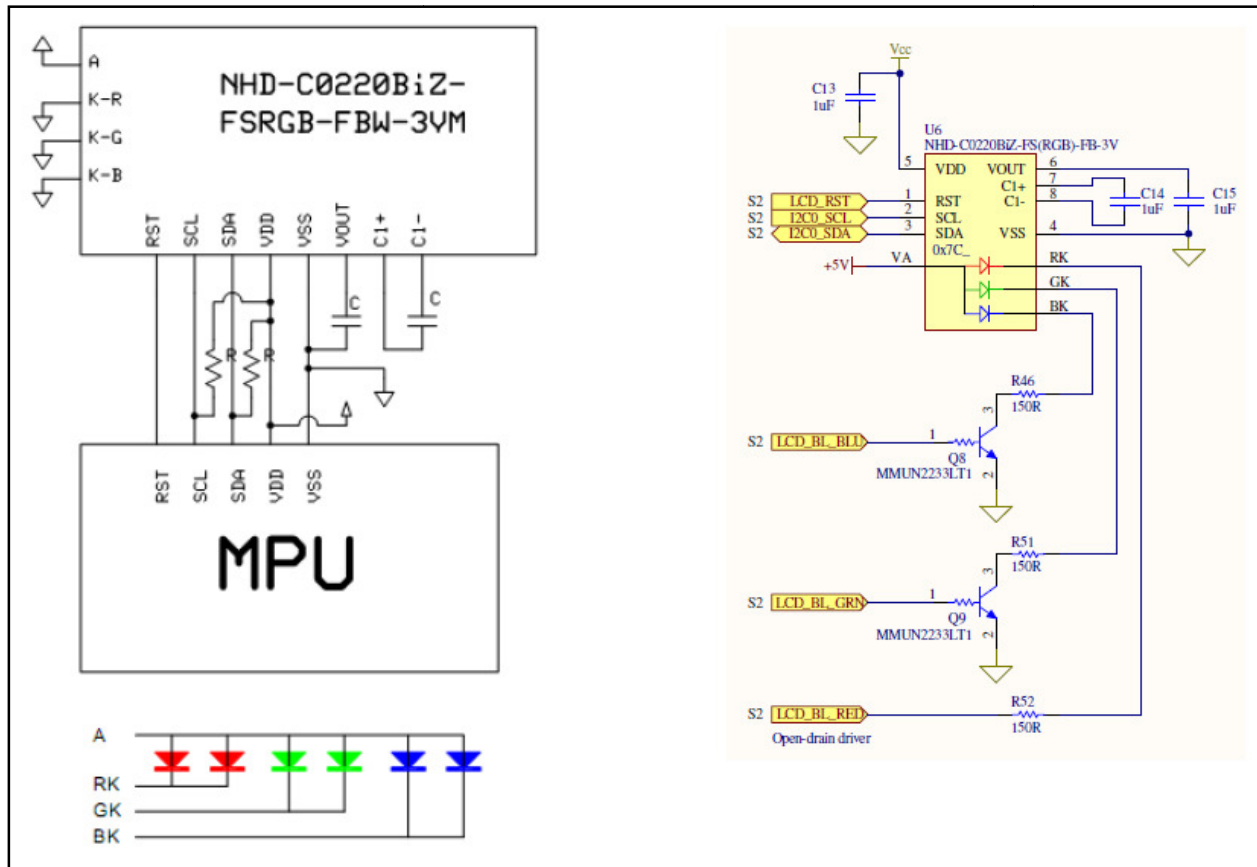 A
K-R
K-G
K-B
NHD-C0220BiZ-
FSRGB-FBW-3VM
RST
SCL
SDA
VDD
VSS
VOUT
C1+
C1-
R
R
C
C
RST
SCL
SDA
VDD
VSS
MPU
A
RK
GK
BK
Vcc
C13
1uF
U6
NHD-C0220BiZ-FS(RGB)-FB-3V
5 VDD VOUT 6
C1+ 7
C1- 8
C14
1uF
C15
1uF
S2 LCD_RST 1 RST
S2 I2C0_SCL 2 SCL
S2 I2C0_SDA 3 SDA
VSS 4
0x7C_
+5V VA
RK
GK
BK
R46
150R
3
S2 LCD_BL_BLU 1
Q8
MMUN2233LT1
2
R51
150R
3
S2 LCD_BL_GRN 1
Q9
MMUN2233LT1
2
R52
S2 LCD_BL_RED
150R
Open-drain driver